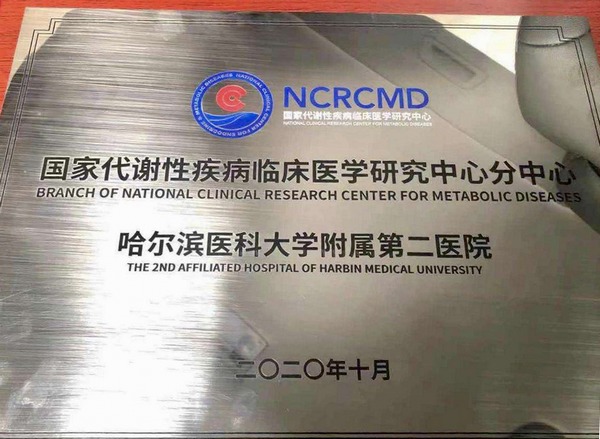 NCRCMD
国家代谢性疾病临床医学研究中心
NATIONAL CLINICAL RESEARCH CENTER FOR METABOLIC DISEASES
国家代谢性疾病临床医学研究中心分中心
BRANCH OF NATIONAL CLINICAL RESEARCH CENTER FOR METABOLIC DISEASES
哈尔滨医科大学附属第二医院
THE 2ND AFFILIATED HOSPITAL OF HARBIN MEDICAL UNIVERSITY
二〇二〇年十月